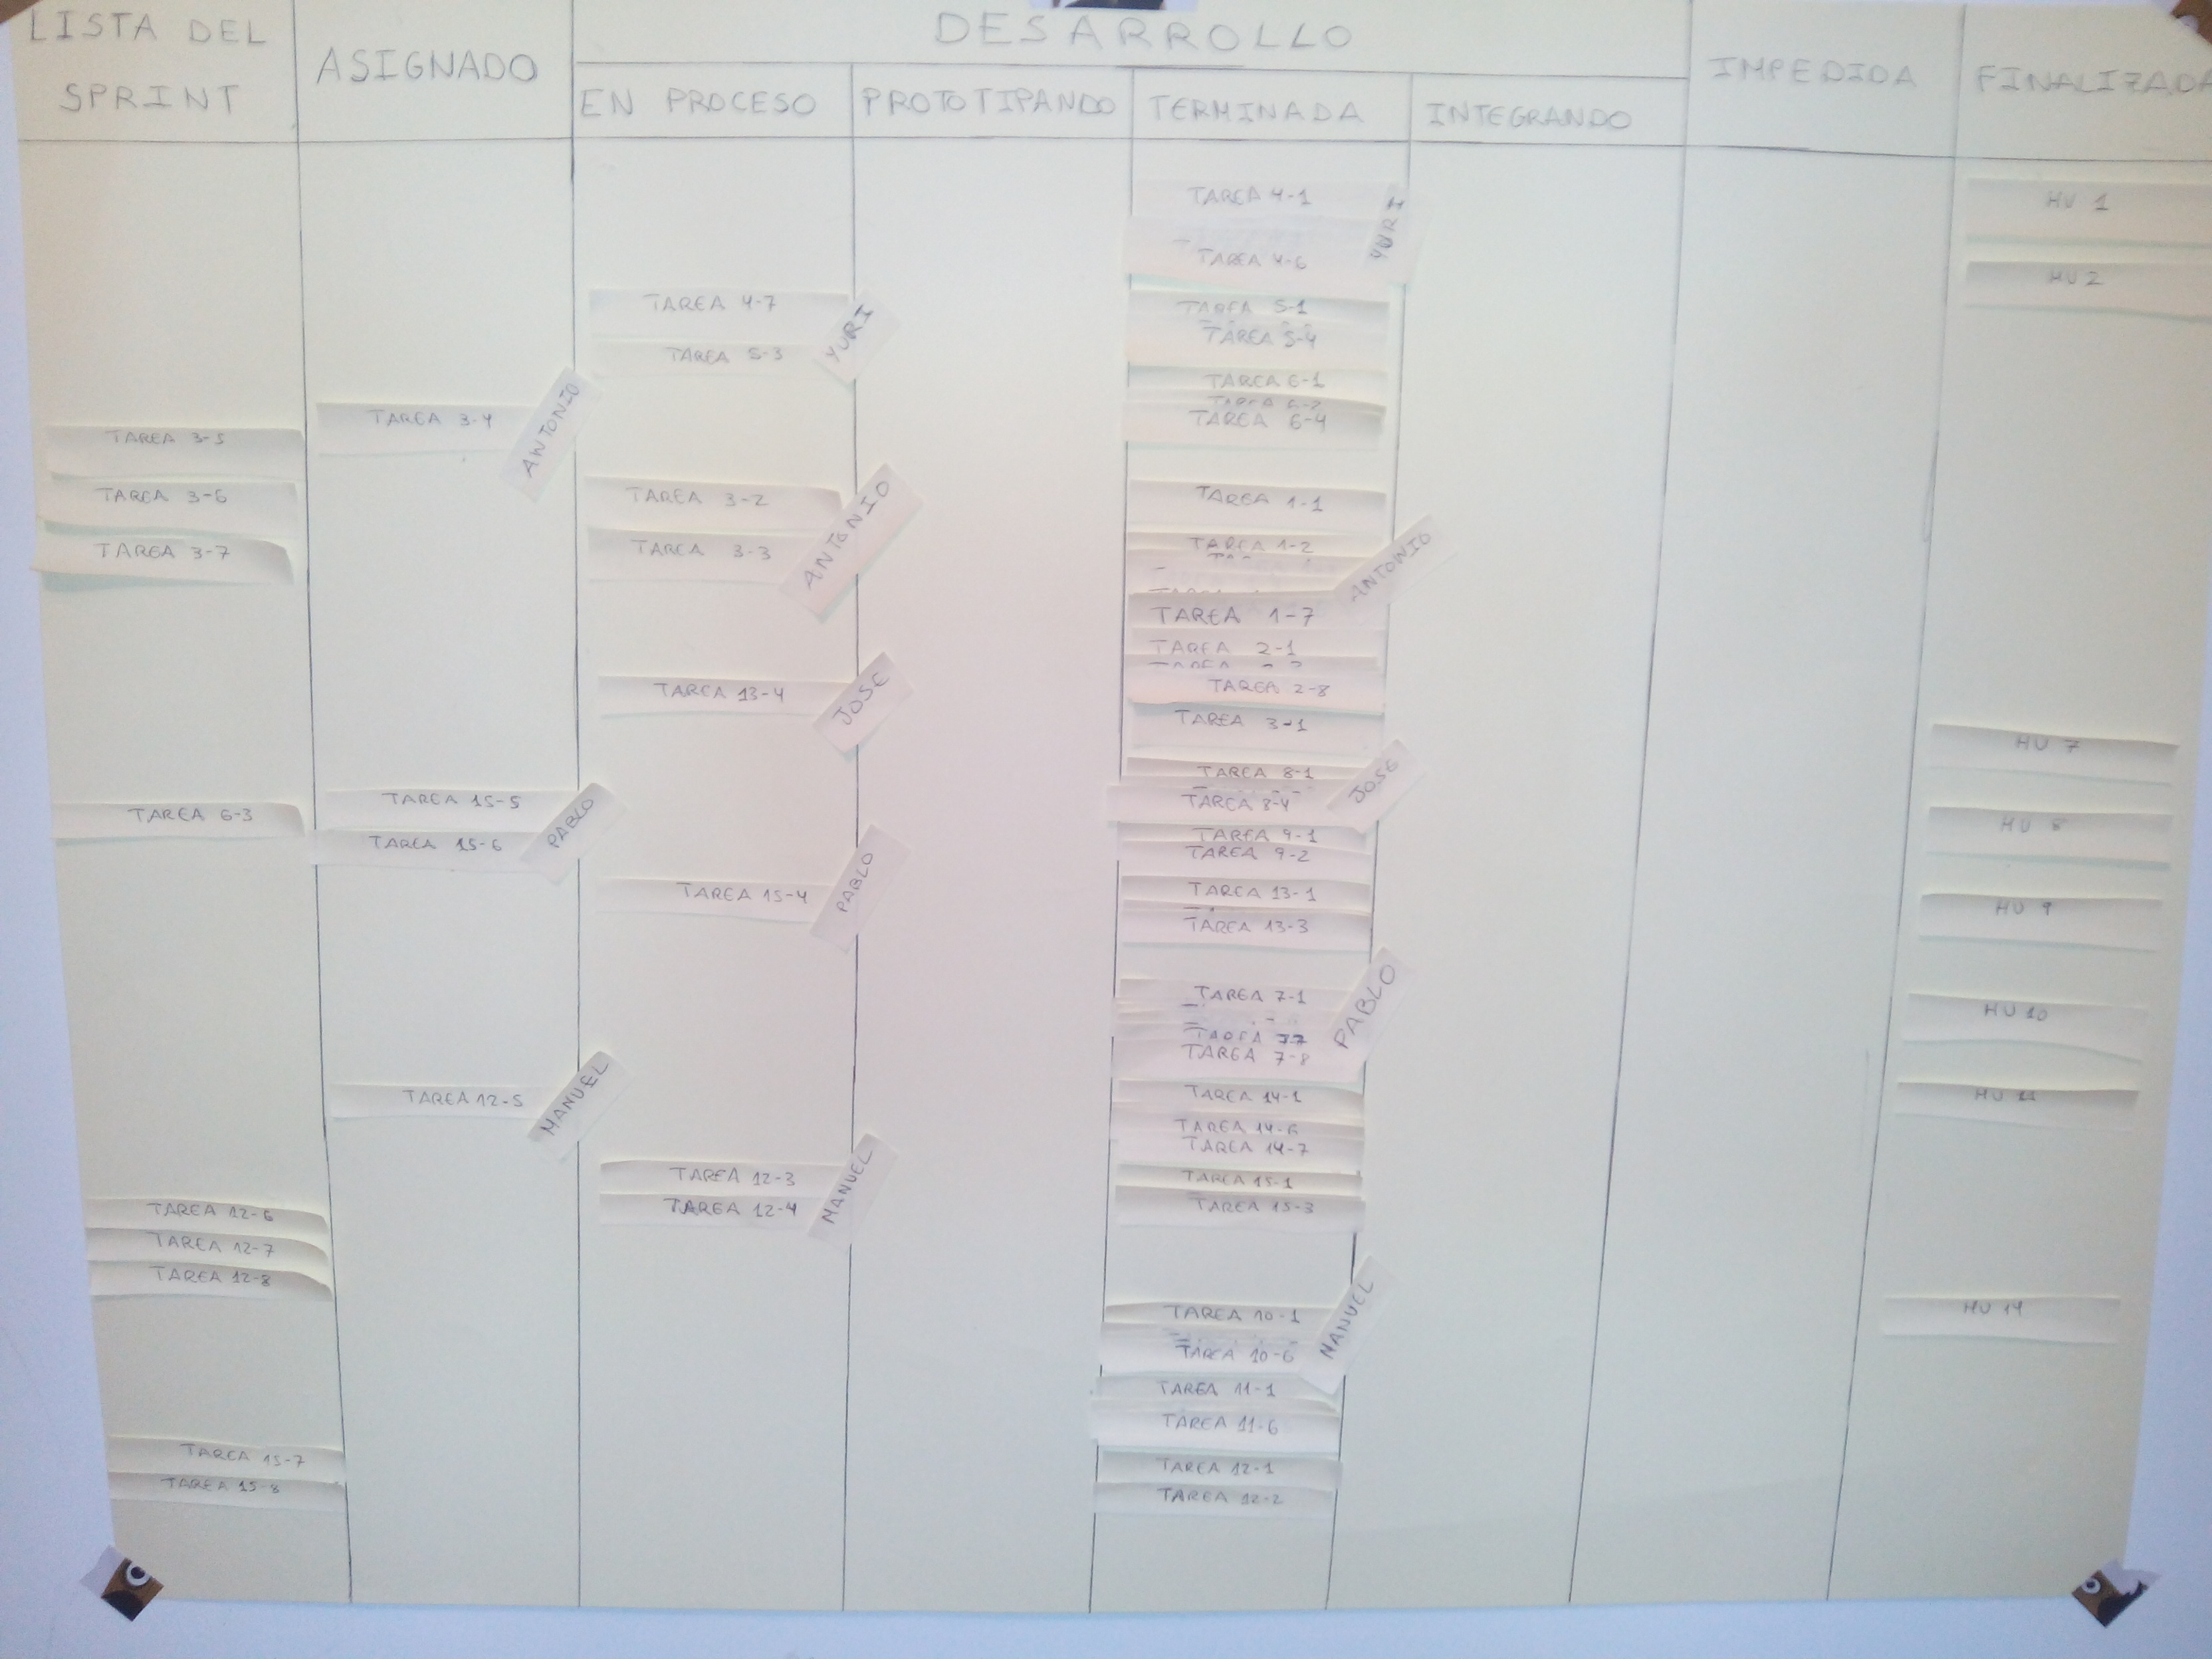 LISTA DEL
SPRINT
ASIGNADO
DESARROLLO
EN PROCESO
PROTOTIPANDO
TERMINADA
INTEGRANDO
IMPEDIDA
FINALIZADA
TAREA 3-5
TAREA 3-6
TAREA 3-7
TAREA 6-3
TAREA 12-6
TAREA 12-7
TAREA 12-8
TAREA 15-7
TAREA 15-8
TAREA 3-4
ANTONIO
TAREA 15-5
TAREA 15-6
PABLO
TAREA 12-5
MANUEL
TAREA 4-7
TAREA 5-3
YURI
TAREA 3-2
TAREA 3-3
ANTONIO
TAREA 13-4
JOSE
TAREA 15-4
PABLO
TAREA 12-3
TAREA 12-4
MANUEL
TAREA 4-1
TAREA 4-6
YURI
TAREA 5-1
TAREA 5-4
TAREA 6-1
TAREA 6-2
TAREA 6-4
TAREA 1-1
TAREA 1-2
TAREA 1-7
ANTONIO
TAREA 2-1
TAREA 2-8
TAREA 3-1
TAREA 8-1
TAREA 8-4
JOSE
TAREA 9-1
TAREA 9-2
TAREA 13-1
TAREA 13-3
TAREA 7-1
TAREA 7-7
TAREA 7-8
PABLO
TAREA 14-1
TAREA 14-6
TAREA 14-7
TAREA 15-1
TAREA 15-3
TAREA 10-1
TAREA 10-6
MANUEL
TAREA 11-1
TAREA 11-6
TAREA 12-1
TAREA 12-2
HU 1
HU 2
HU 7
HU 8
HU 9
HU 10
HU 11
HU 14